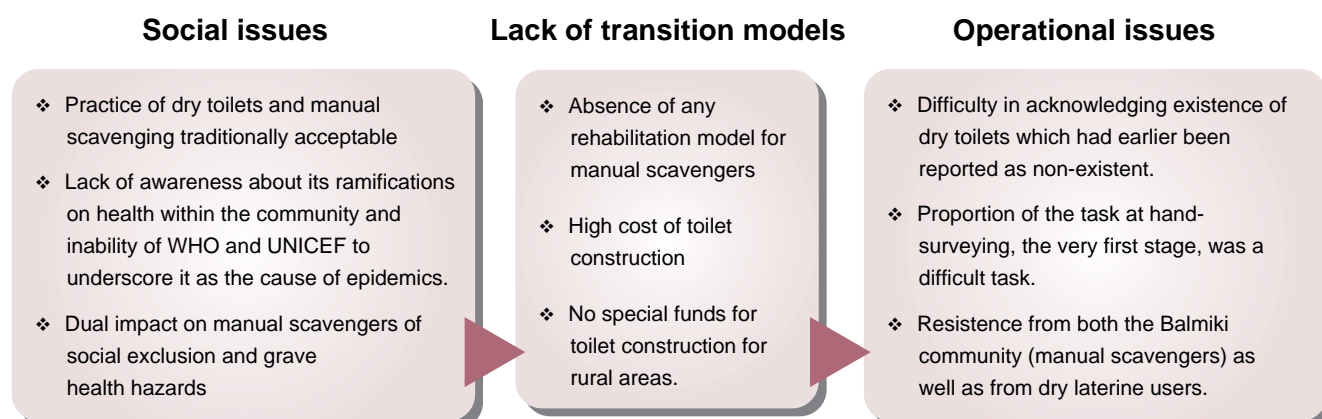 Social issues
❖ Practice of dry toilets and manual
scavenging traditionally acceptable
❖ Lack of awareness about its ramifications
on health within the community and
inability of WHO and UNICEF to
underscore it as the cause of epidemics.
❖ Dual impact on manual scavengers of
social exclusion and grave
health hazards
Lack of transition models
❖ Absence of any
rehabilitation model for
manual scavengers
❖ High cost of toilet
construction
❖ No special funds for
toilet construction for
rural areas.
Operational issues
❖ Difficulty in acknowledging existence of
dry toilets which had earlier been
reported as non-existent.
❖ Proportion of the task at hand-
surveying, the very first stage, was a
difficult task.
❖ Resistence from both the Balmiki
community (manual scavengers) as
well as from dry laterine users.